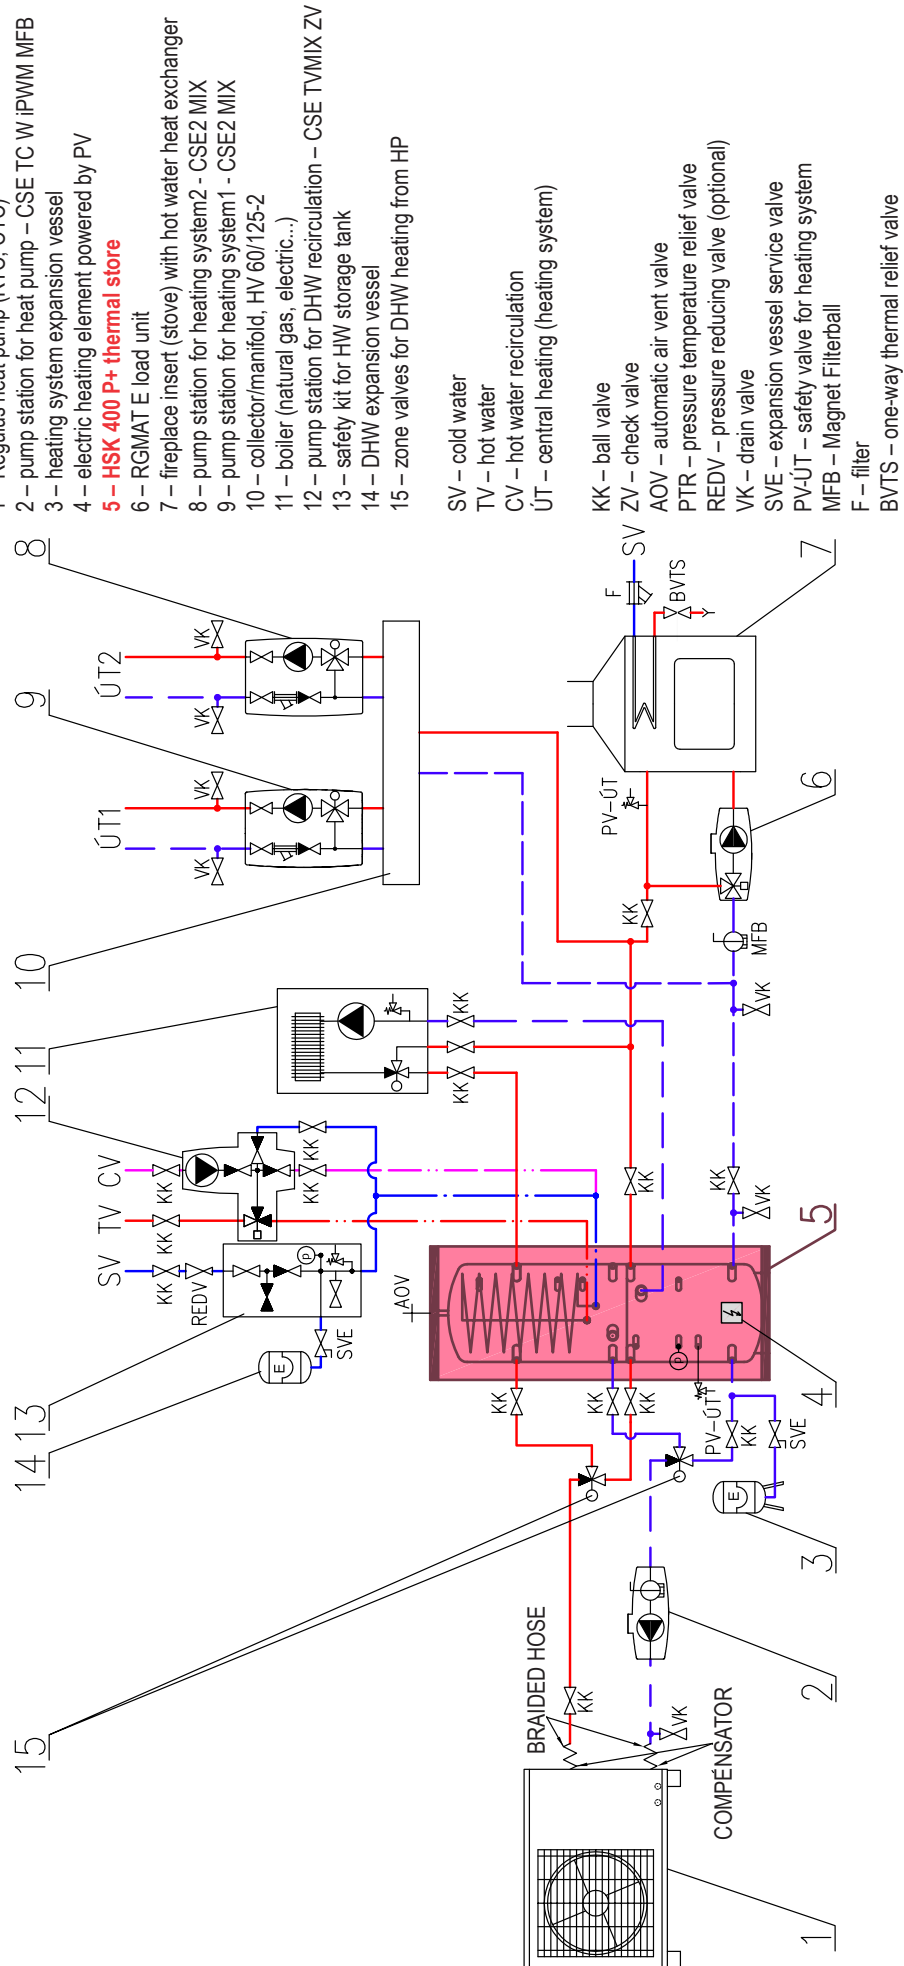 2 – pump station for heat pump – CSE TC W iPWM MFB
3 – heating system expansion vessel
4 – electric heating element powered by PV
5 – HSK 400 P+ thermal store
6 – RGMAT E load unit
7 – fireplace insert (stove) with hot water heat exchanger
8 – pump station for heating system2 - CSE2 MIX
9 – pump station for heating system1 - CSE2 MIX
10 – collector/manifold, HV 60/125-2
11 – boiler (natural gas, electric...)
12 – pump station for DHW recirculation – CSE TVMIX ZV
13 – safety kit for HW storage tank
14 – DHW expansion vessel
15 – zone valves for DHW heating from HP
SV – cold water
TV – hot water
CV – hot water recirculation
ÚT – central heating (heating system)
KK – ball valve
ZV – check valve
AOV – automatic air vent valve
PTR – pressure temperature relief valve
REDV – pressure reducing valve (optional)
VK – drain valve
SVE – expansion vessel service valve
PV-ÚT – safety valve for heating system
MFB – Magnet Filterball
F – filter
BVTS – one-way thermal relief valve
15
14
13
12
11
10
9
8
SV
TV
CV
ÚT1
ÚT2
KK
KK
KK
REDV
VK
VK
VK
VK
E
SVE
P
KK
KK
KK
KK
AOV
BRAIDED HOSE
KK
VK
COMPENSATOR
KK
KK
KK
P
PV-ÚT
KK
SVE
E
KK
KK
VK
VK
MFB
KK
PV-ÚT
F
SV
BVTS
1
2
3
4
5
6
7